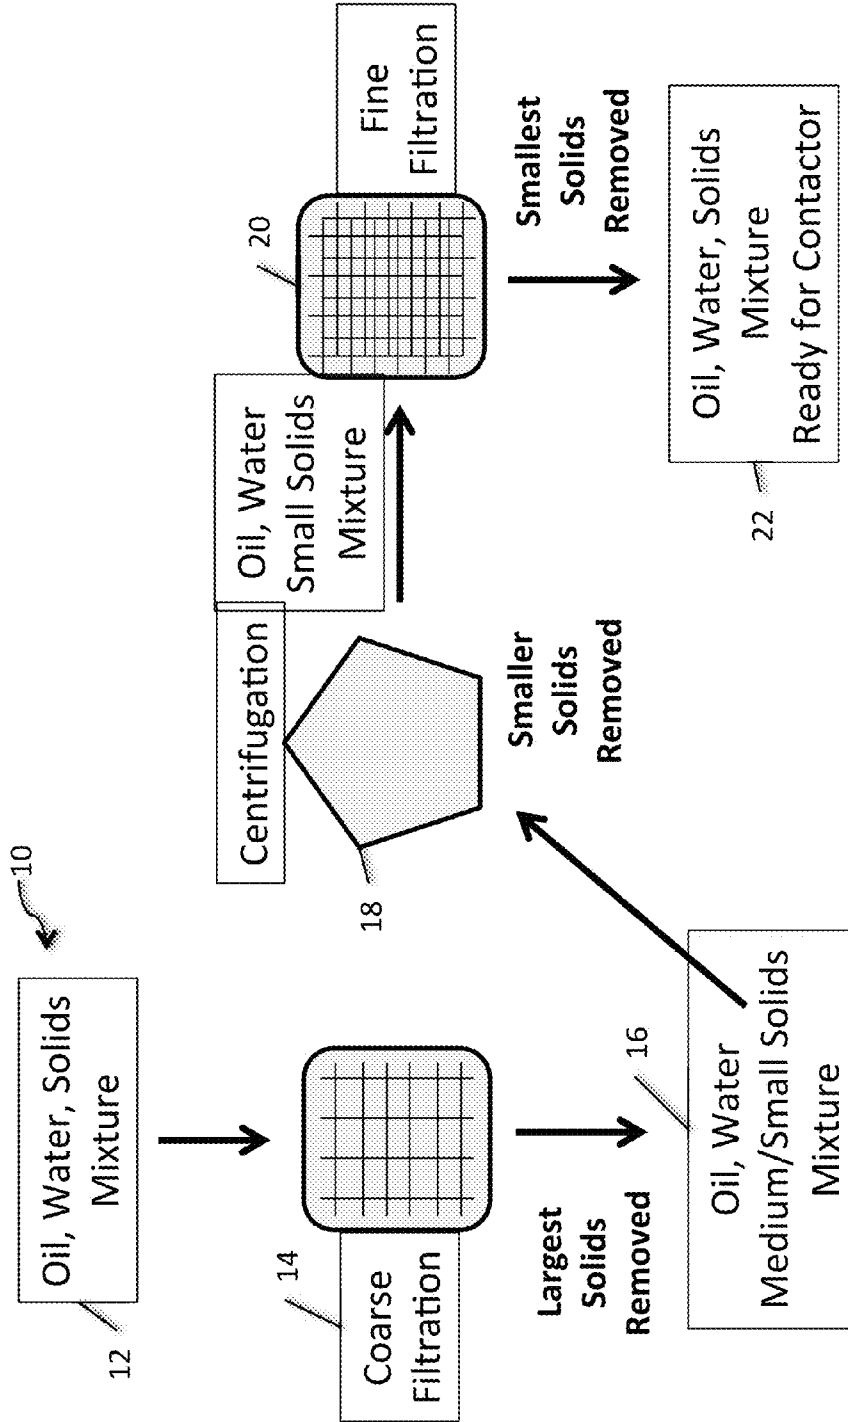 10
12
Oil, Water, Solids
Mixture
14
Coarse
Filtration
Largest
Solids
Removed
16
Oil, Water
Medium/Small Solids
Mixture
Centrifugation
18
Smaller
Solids
Removed
Oil, Water
Small Solids
Mixture
20
Fine
Filtration
Smallest
Solids
Removed
22
Oil, Water, Solids
Mixture
Ready for Contactor